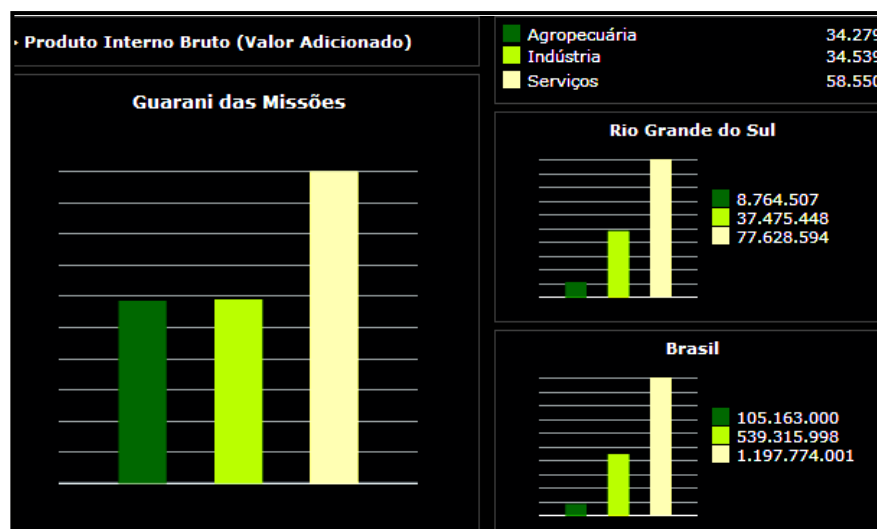 Produto Interno Bruto (Valor Adicionado)
Agropecuária 34.279
Indústria 34.539
Serviços 58.550
Guarani das Missões
Rio Grande do Sul
8.764.507
37.475.448
77.628.594
Brasil
105.163.000
539.315.998
1.197.774.001